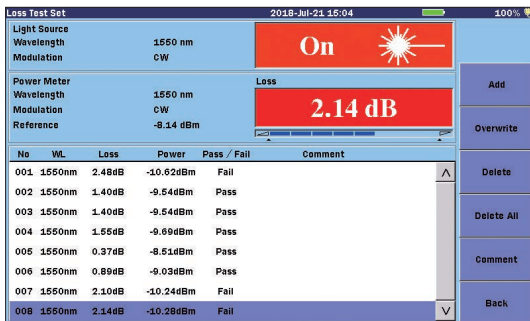 Loss Test Set 2018-Jul-21 15:04 100%
Light Source
Wavelength 1550 nm
Modulation CW
On
Power Meter
Wavelength 1550 nm
Modulation CW
Reference -8.14 dBm
Loss
2.14 dB
No WL Loss Power Pass / Fail Comment
001 1550nm 2.48dB -10.62dBm Fail
002 1550nm 1.40dB -9.54dBm Pass
003 1550nm 1.40dB -9.54dBm Pass
004 1550nm 1.55dB -9.69dBm Pass
005 1550nm 0.37dB -8.51dBm Pass
006 1550nm 0.89dB -9.03dBm Pass
007 1550nm 2.10dB -10.24dBm Fail
008 1550nm 2.14dB -10.28dBm Fail
Add
Overwrite
Delete
Delete All
Comment
Back